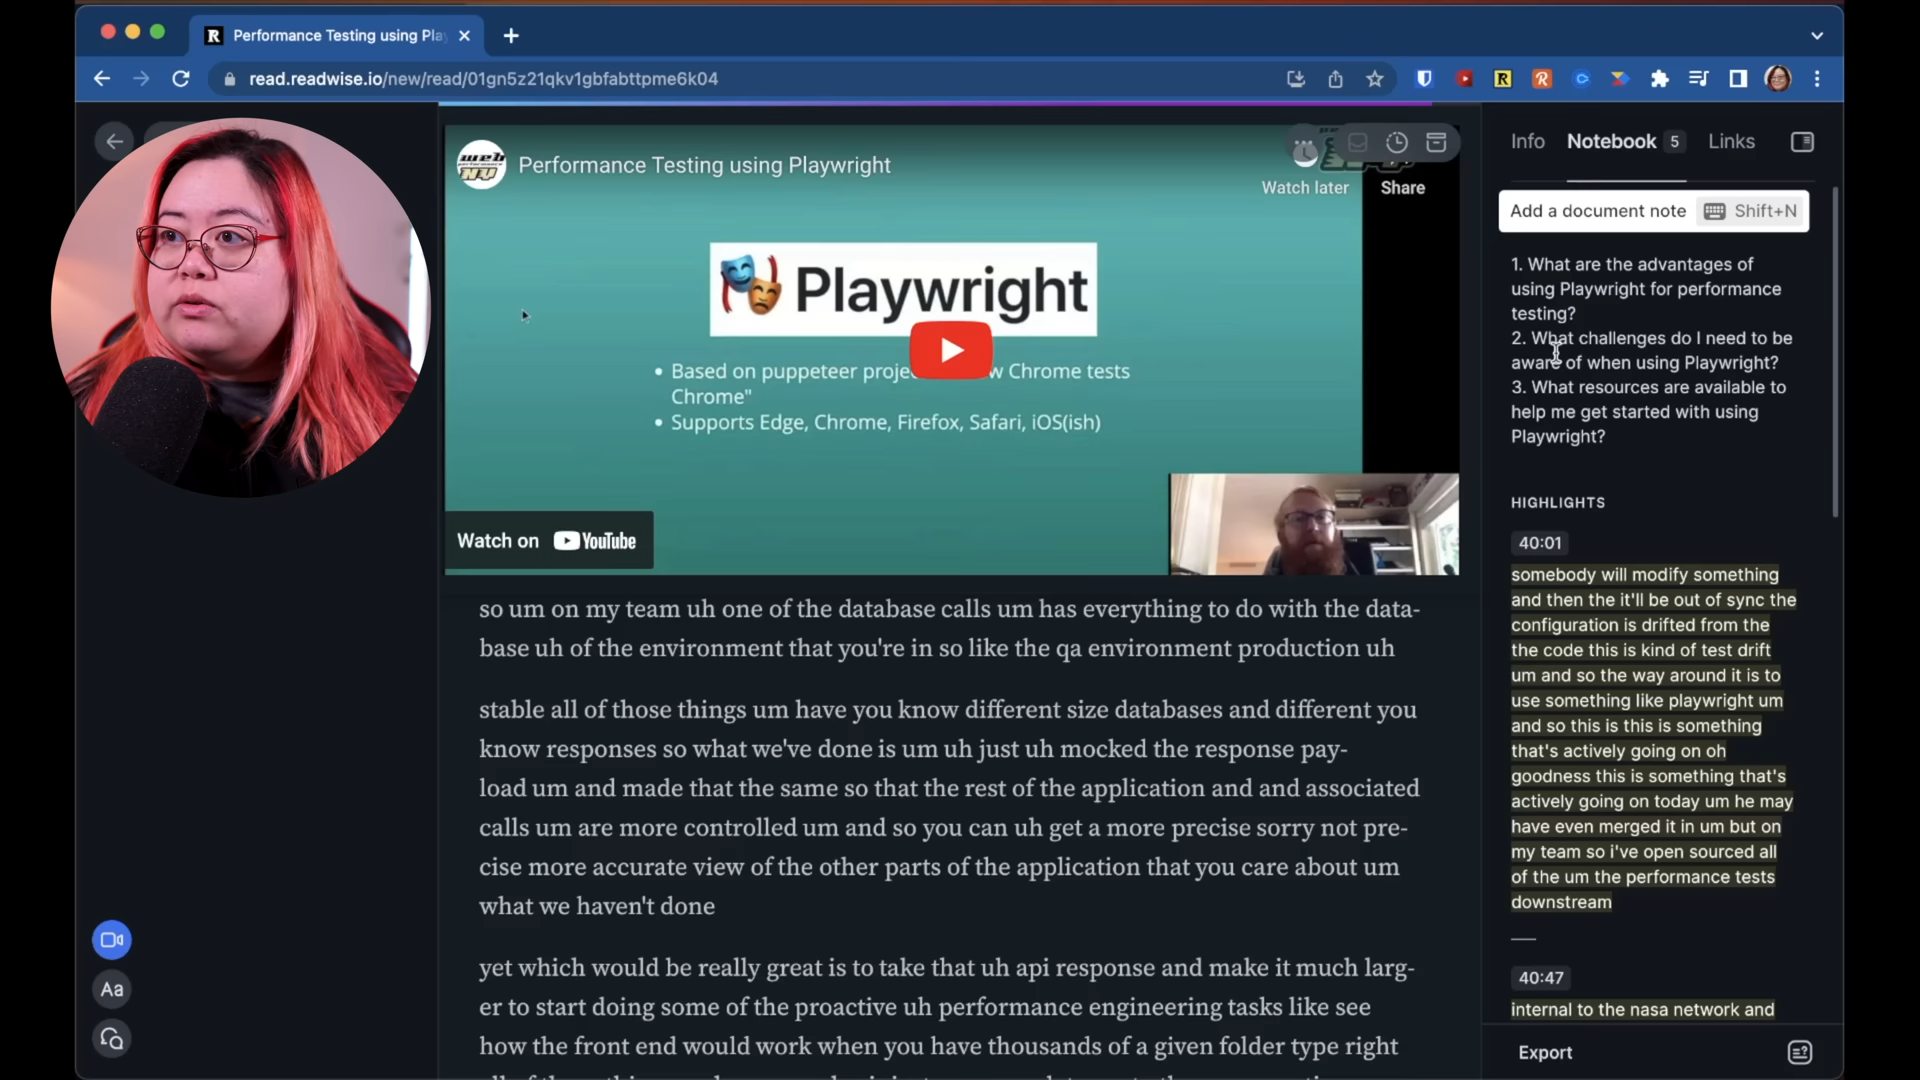 Performance Testing using Pla
read.readwise.io/new/read/01gn5z21qkv1gbfabttpme6k04
Performance Testing using Playwright
Watch later
Share
Playwright
Based on puppeteer
w Chrome tests
Chrome"
Supports Edge, Chrome, Firefox, Safari, iOS(ish)
Watch on YouTube
so um on my team uh one of the database calls um has everything to do with the data-
base uh of the environment that you're in so like the qa environment production uh
stable all of those things um have you know different size databases and different you
know responses so what we've done is um uh just uh mocked the response pay-
load um and made that the same so that the rest of the application and and associated
calls um are more controlled um and so you can uh get a more precise sorry not pre-
cise more accurate view of the other parts of the application that you care about um
what we haven't done
yet which would be really great is to take that uh api response and make it much larg-
er to start doing some of the proactive uh performance engineering tasks like see
how the front end would work when you have thousands of a given folder type right
Aa
Info
Notebook 5
Links
Add a document note Shift+N
1. What are the advantages of
using Playwright for performance
testing?
2. What challenges do I need to be
aware of when using Playwright?
3. What resources are available to
help me get started with using
Playwright?
HIGHLIGHTS
40:01
somebody will modify something
and then the it'll be out of sync the
configuration is drifted from the
the code this is kind of test drift
um and so the way around it is to
use something like playwright um
and so this is this is something
that's actively going on oh
goodness this is something that's
actively going on today um he may
have even merged it in um but on
my team so i've open sourced all
of the um the performance tests
downstream
40:47
internal to the nasa network and
Export